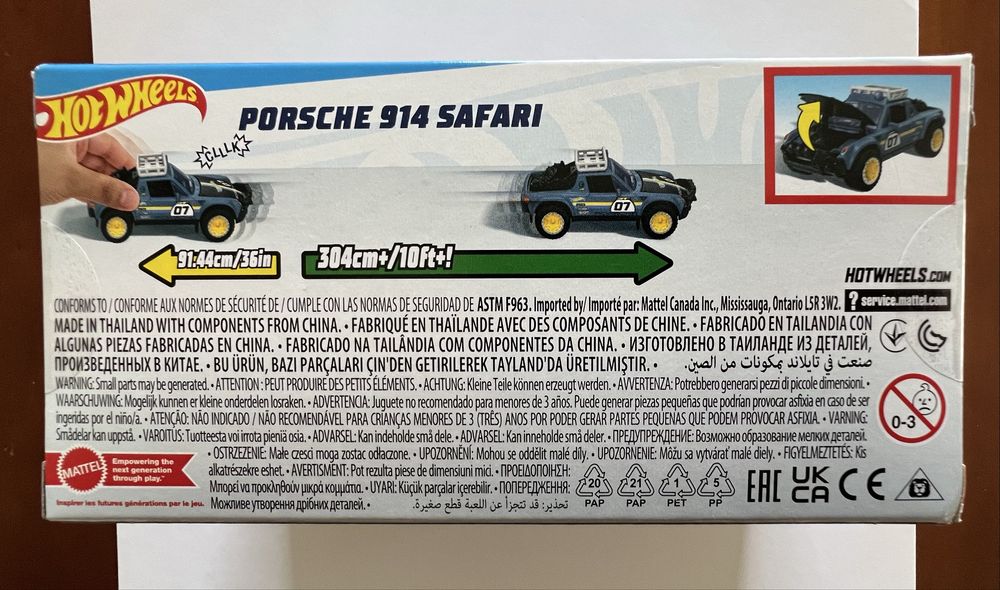 HOT WHEELS
PORSCHE 914 SAFARI
CLLLK
07
07
07
91.44cm/36in
304cm+/10ft+!
HOTWHEELS.COM
? service.mattel.com
CONFORMS TO / CONFORME AUX NORMES DE SÉCURITÉ DE / CUMPLE CON LAS NORMAS DE SEGURIDAD DE ASTM F963. Imported by/ Importé par: Mattel Canada Inc., Mississauga, Ontario L5R 3W2.
MADE IN THAILAND WITH COMPONENTS FROM CHINA. • FABRIQUÉ EN THAÏLANDE AVEC DES COMPOSANTS DE CHINE. • FABRICADO EN TAILANDIA CON
ALGUNAS PIEZAS FABRICADAS EN CHINA. • FABRICADO NA TAILÂNDIA COM COMPONENTES DA CHINA. • ИЗГОТОВЛЕНО В ТАИЛАНДЕ ИЗ ДЕТАЛЕЙ,
ПРОИЗВЕДЕННЫХ В КИТАЕ. • BU ÜRÜN, BAZI PARÇALARI ÇİN'DEN GETIRILEREK TAYLAND'DA ÜRETILMIŞTIR. • صنعت في تايلاند بمكونات من الصين.
WARNING: Small parts may be generated. • ATTENTION : PEUT PRODUIRE DES PETITS ÉLÉMENTS. • ACHTUNG: Kleine Teile können erzeugt werden. • AVVERTENZA: Potrebbero generarsi pezzi di piccole dimensioni. •
WAARSCHUWING: Mogelijk kunnen er kleine onderdelen losraken. • ADVERTENCIA: Juguete no recomendado para menores de 3 años. Puede generar piezas pequeñas que podrían provocar asfixia en caso de ser
ingeridas por el niño/a. • ATENÇÃO: NÃO INDICADO / NÃO RECOMENDÁVEL PARA CRIANÇAS MENORES DE 3 (TRÊS) ANOS POR PODER GERAR PARTES PEQUENAS QUE PODEM PROVOCAR ASFIXIA. • VARNING:
Smådelar kan uppstå. • VAROITUS: Tuotteesta voi irrota pieniä osia. • ADVARSEL: Kan indeholde små dele. • ADVARSEL: Kan inneholde små deler. • ПРЕДУПРЕЖДЕНИЕ: Возможно образование мелких деталей.
• OSTRZEŻENIE: Małe części mogą zostać odłączone. • UPOZORNĚNÍ: Mohou se oddělit malé díly. • UPOZORNENIE: Môžu sa vytvárať malé diely. • FIGYELMEZTETÉS: Kis
alkatrészekre eshet. • AVERTISMENT: Pot rezulta piese de dimensiuni mici. • ΠΡΟΕΙΔΟΠΟΙΗΣΗ:
Μπορεί να προκληθούν μικρά κομμάτια. • UYARI: Küçük parçalar içerebilir. • ПОПЕРЕДЖЕННЯ:
Можливе утворення дрібних деталей. • تحذير: قد تتجزأ عن اللعبة قطع صغيرة.
0-3
MATTEL
Empowering the
next generation
through play.™
Inspirer les futures générations par le jeu.
20 PAP
21 PAP
1 PET
5 PP
EAC UKCA CE